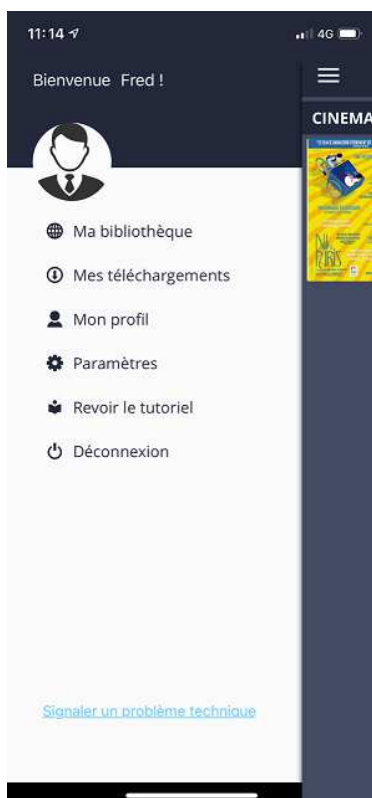 11:14
4G
Bienvenue Fred !
CINEMA
Ma bibliothèque
Mes téléchargements
Mon profil
Paramètres
Revoir le tutoriel
Déconnexion
Signaler un problème technique